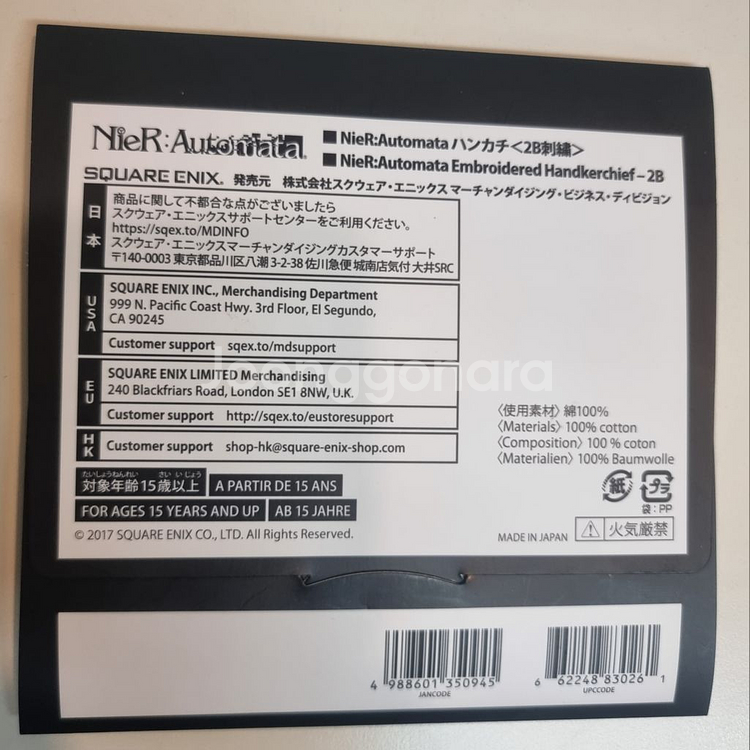 NieR:Automata
■NieR:Automata ハンカチ<2B刺繍>
■NieR:Automata Embroidered Handkerchief – 2B
SQUARE ENIX. 発売元 株式会社スクウェア・エニックス マーチャンダイジング・ビジネス・ディビジョン
日本
商品に関して不都合な点がございましたら
スクウェア・エニックスサポートセンターをご利用ください。
https://sqex.to/MDINFO
スクウェア・エニックスマーチャンダイジングカスタマーサポート
〒140-0003 東京都品川区八潮 3-2-38 佐川急便 城南店気付 大井SRC
USA
SQUARE ENIX INC., Merchandising Department
999 N. Pacific Coast Hwy. 3rd Floor, El Segundo,
CA 90245
Customer support sqex.to/mdsupport
EU
SQUARE ENIX LIMITED Merchandising
240 Blackfriars Road, London SE1 8NW, U.K.
Customer support http://sqex.to/eustoresupport
HK
Customer support shop-hk@square-enix-shop.com
Joonggonara
〈使用素材〉綿100%
〈Materials〉100% cotton
〈Composition〉100 % coton
〈Materialien〉100% Baumwolle
たいしょうねんれい さい いじょう
対象年齢15歳以上
A PARTIR DE 15 ANS
FOR AGES 15 YEARS AND UP
AB 15 JAHRE
紙
プラ
袋：PP
© 2017 SQUARE ENIX CO., LTD. All Rights Reserved.
MADE IN JAPAN
火気厳禁
4 988601 350945
JANCODE
6 62248 83026 1
UPCCODE